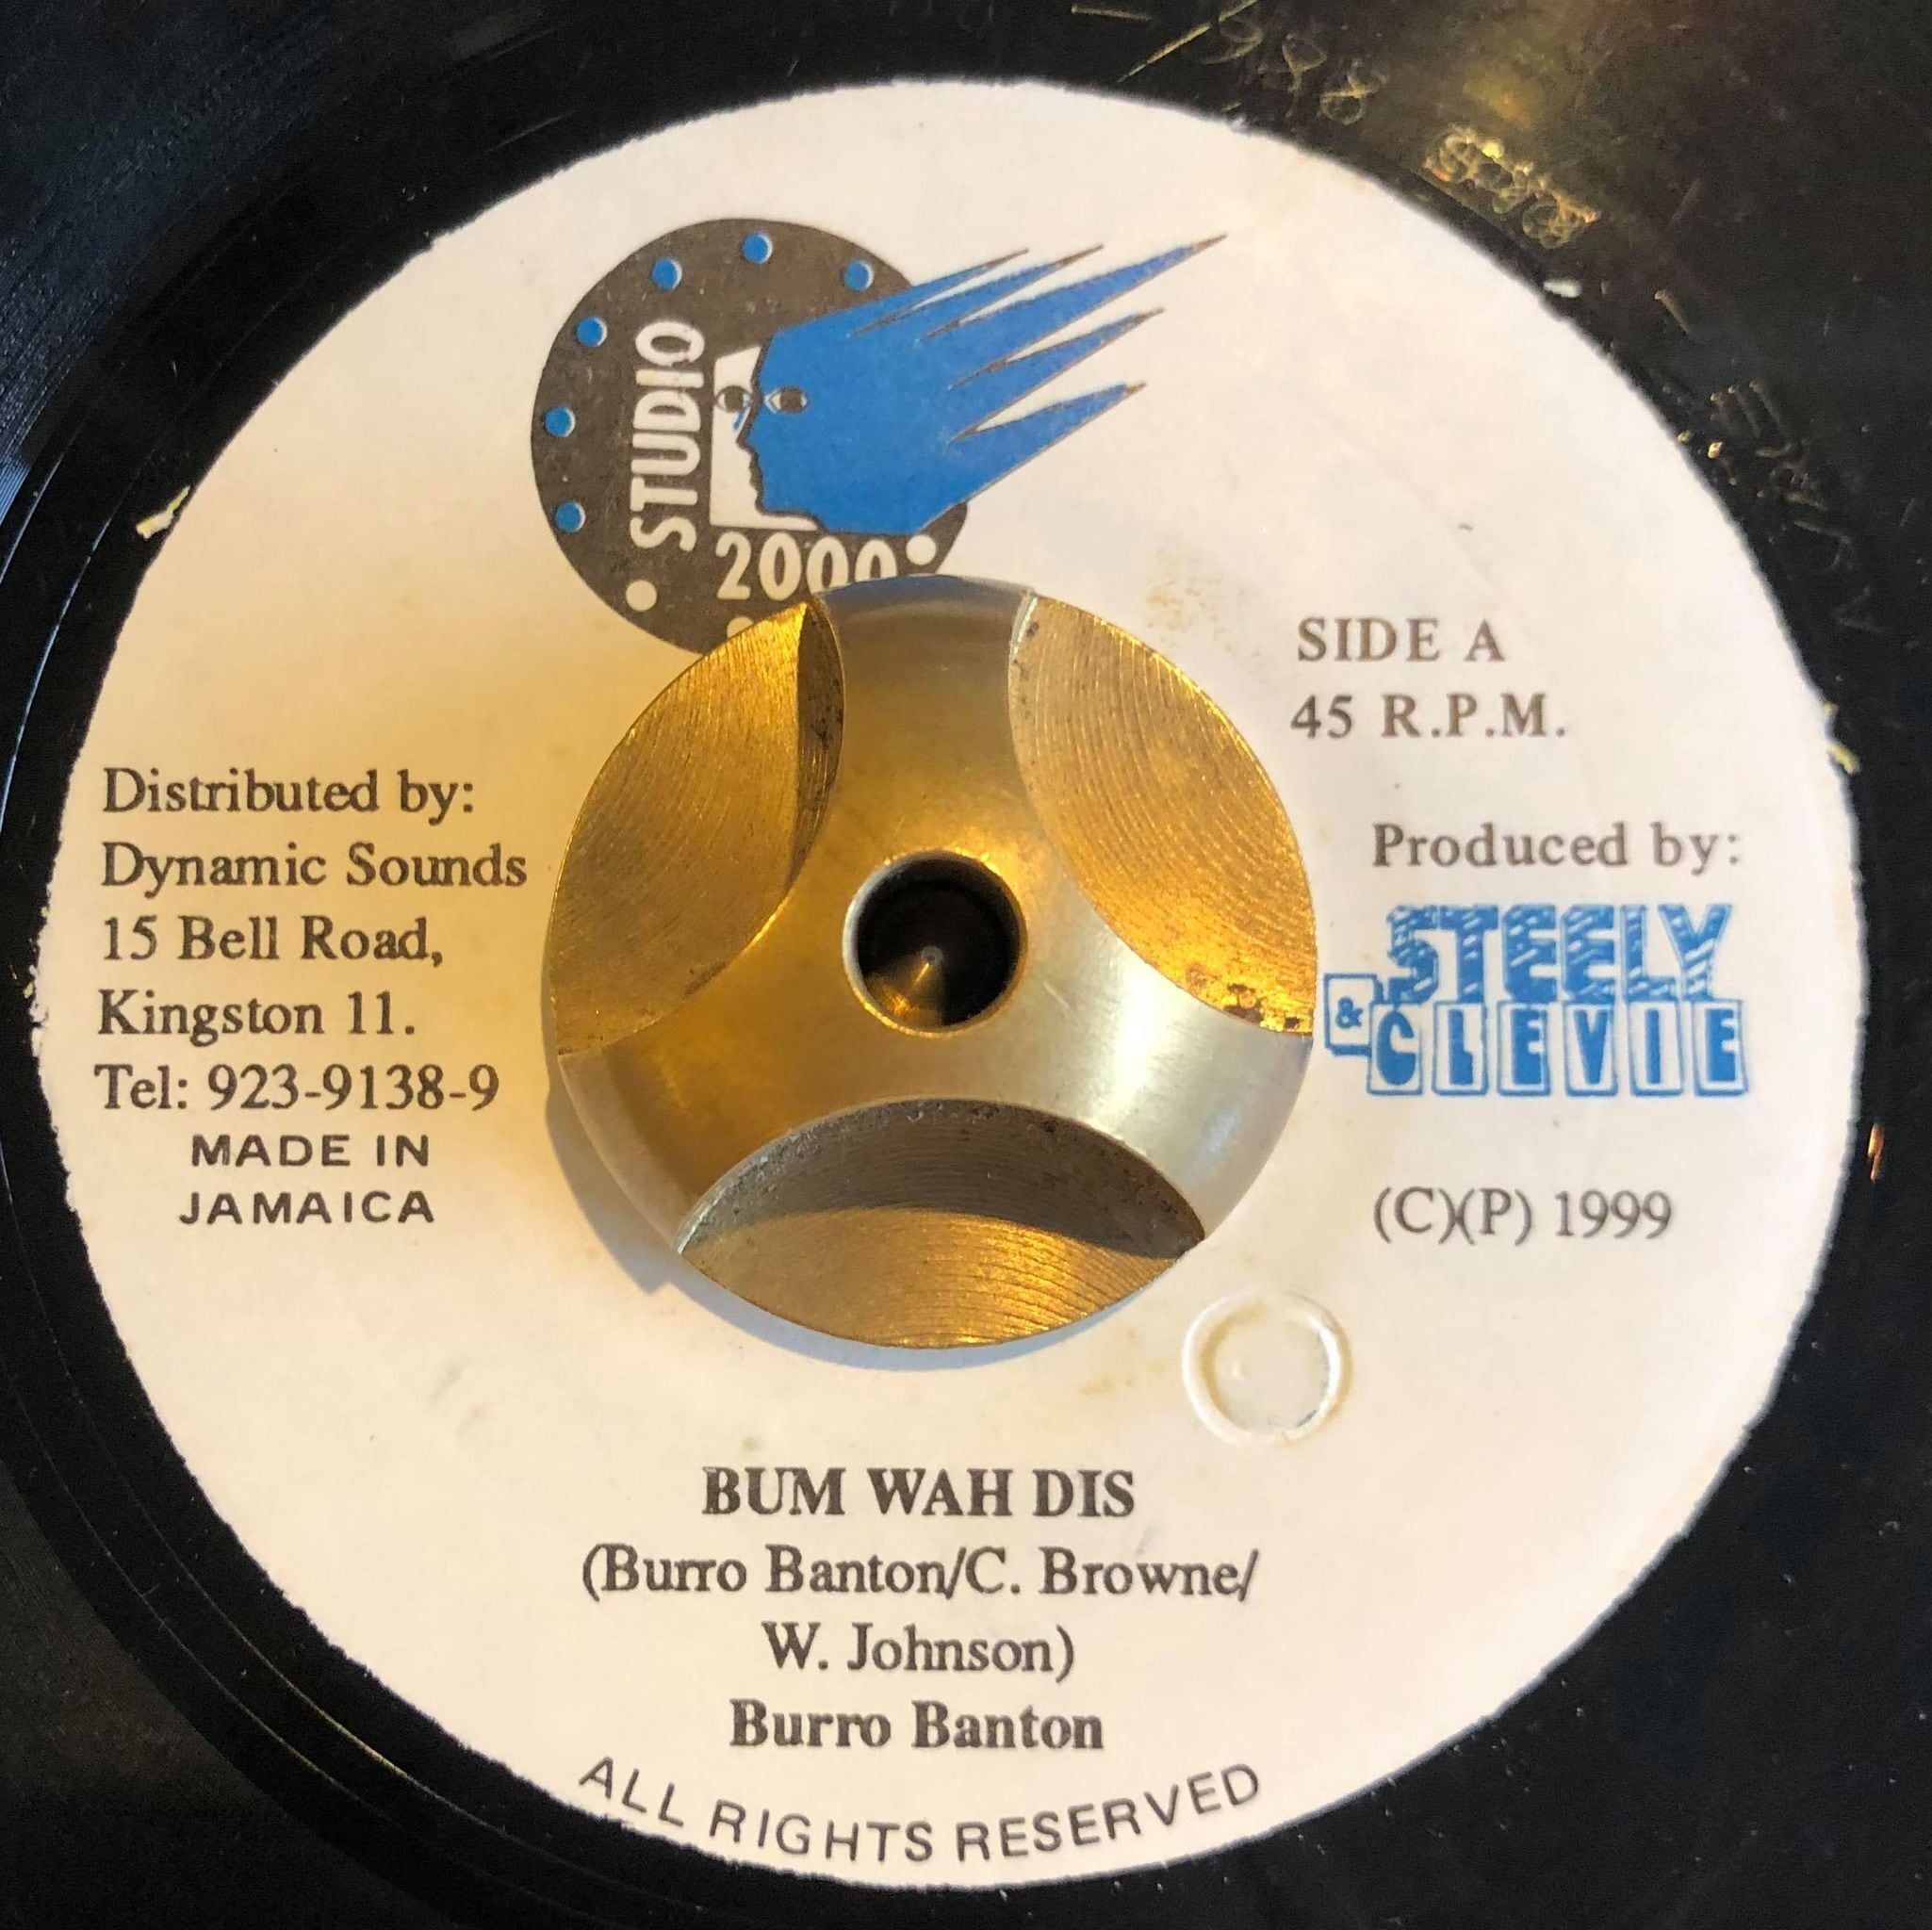 STUDIO
2000
SIDE A
45 R.P.M.
Distributed by:
Dynamic Sounds
15 Bell Road,
Kingston 11.
Tel: 923-9138-9
MADE IN
JAMAICA
Produced by:
STEELY
& CLEVIE
(C)(P) 1999
BUM WAH DIS
(Burro Banton/C. Browne/
W. Johnson)
Burro Banton
ALL RIGHTS RESERVED